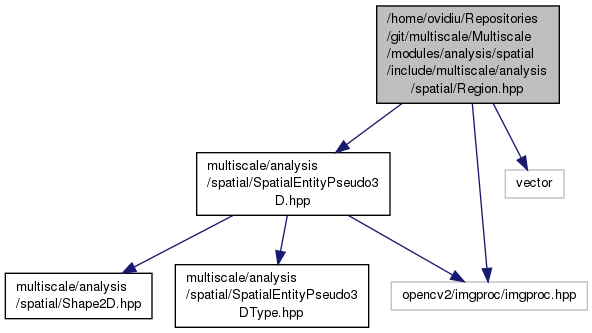 /home/ovidiu/Repositories
/git/multiscale/Multiscale
/modules/analysis/spatial
/include/multiscale/analysis
/spatial/Region.hpp
multiscale/analysis
/spatial/SpatialEntityPseudo3
D.hpp
vector
multiscale/analysis
/spatial/Shape2D.hpp
multiscale/analysis
/spatial/SpatialEntityPseudo3
DType.hpp
opencv2/imgproc/imgproc.hpp